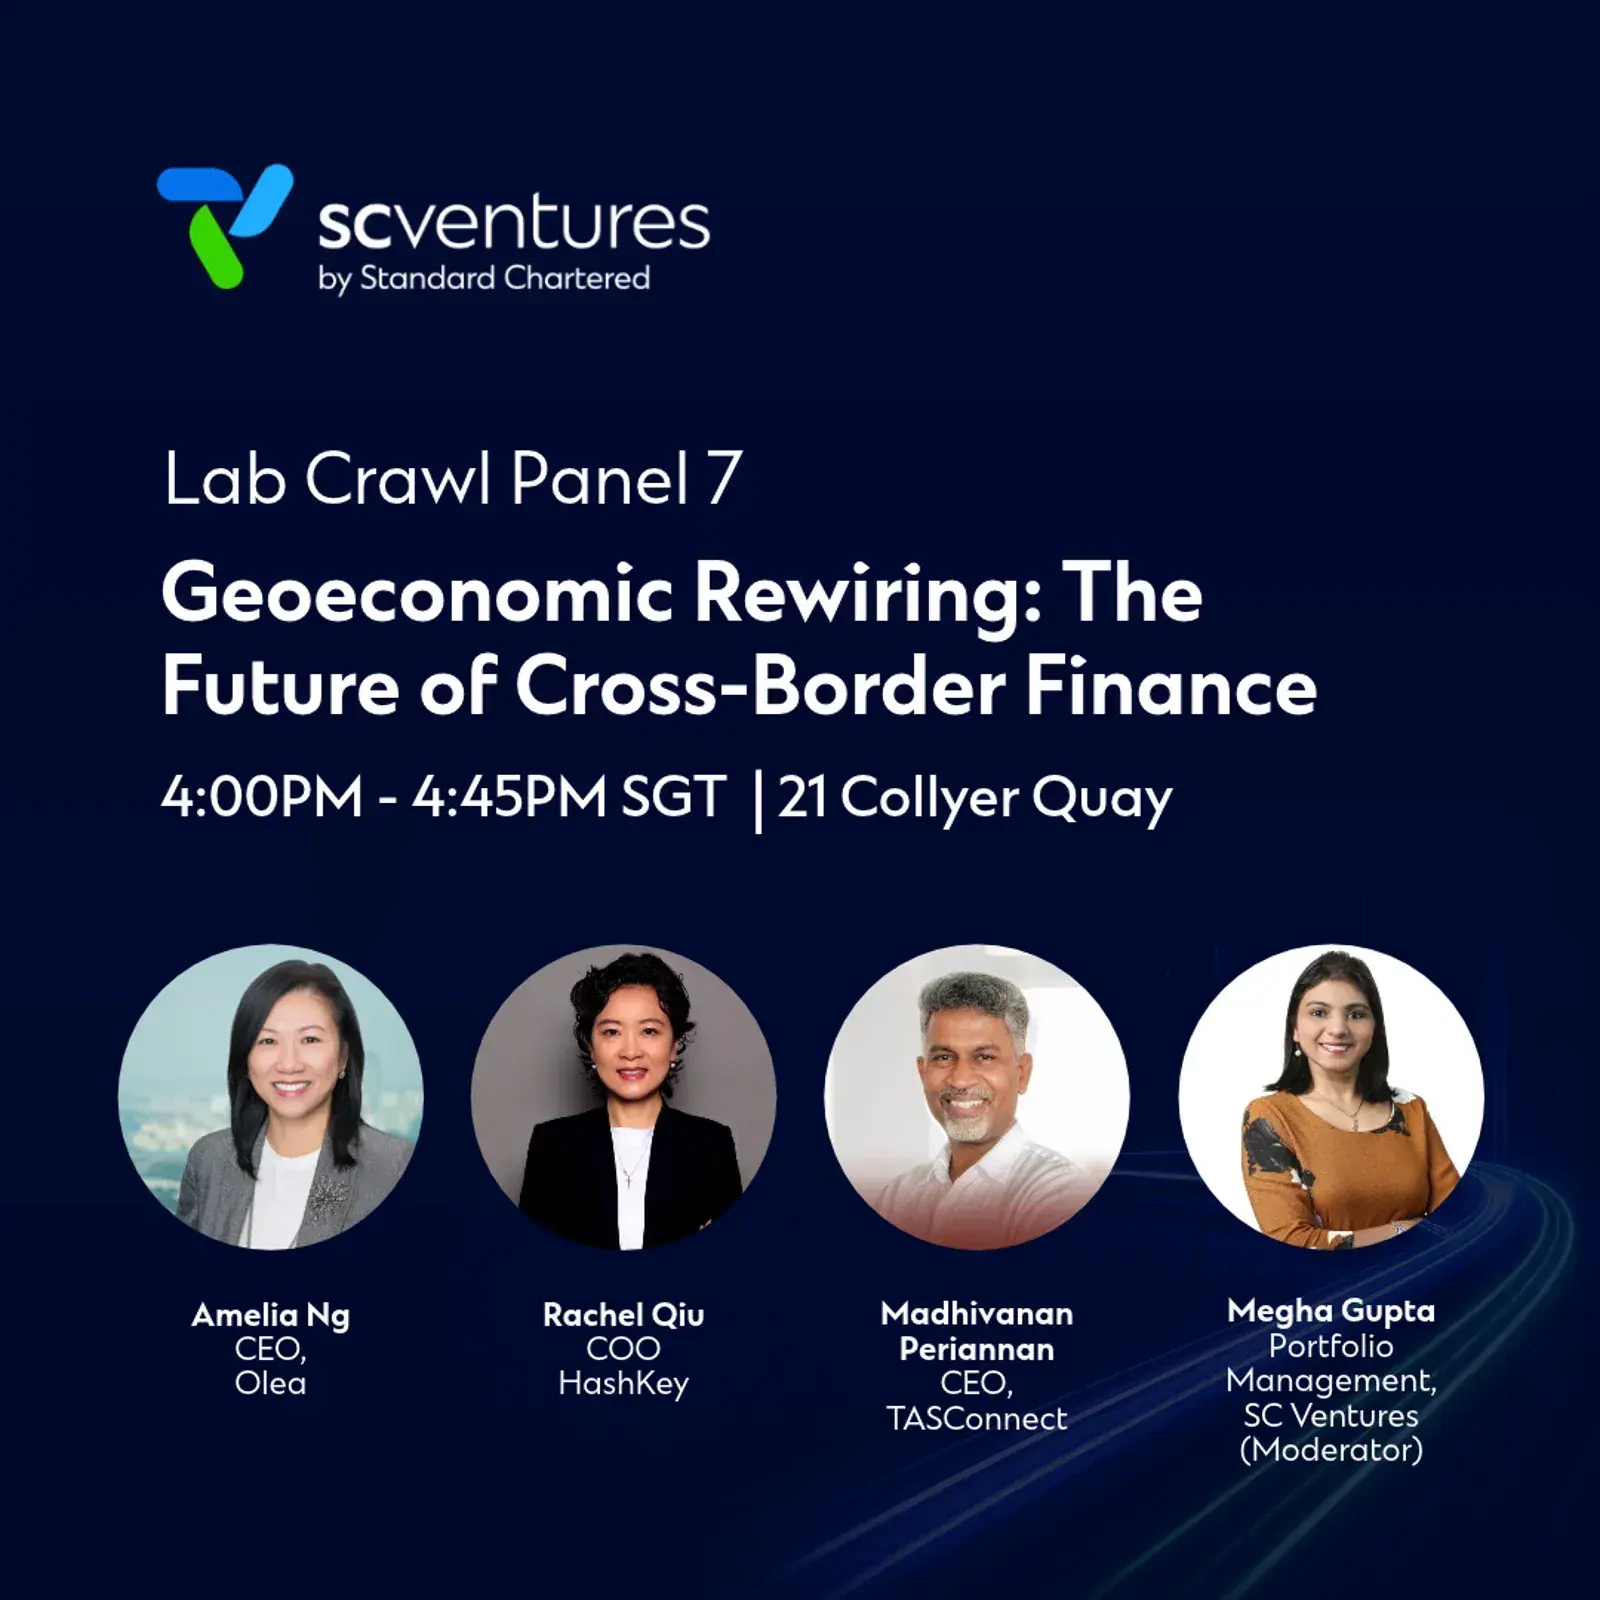 scventures
by Standard Chartered
Lab Crawl Panel 7
Geoeconomic Rewiring: The
Future of Cross-Border Finance
4:00PM - 4:45PM SGT | 21 Collyer Quay
Amelia Ng
CEO,
Olea
Rachel Qiu
COO
HashKey
Madhivanan
Periannan
CEO,
TASConnect
Megha Gupta
Portfolio
Management,
SC Ventures
(Moderator)